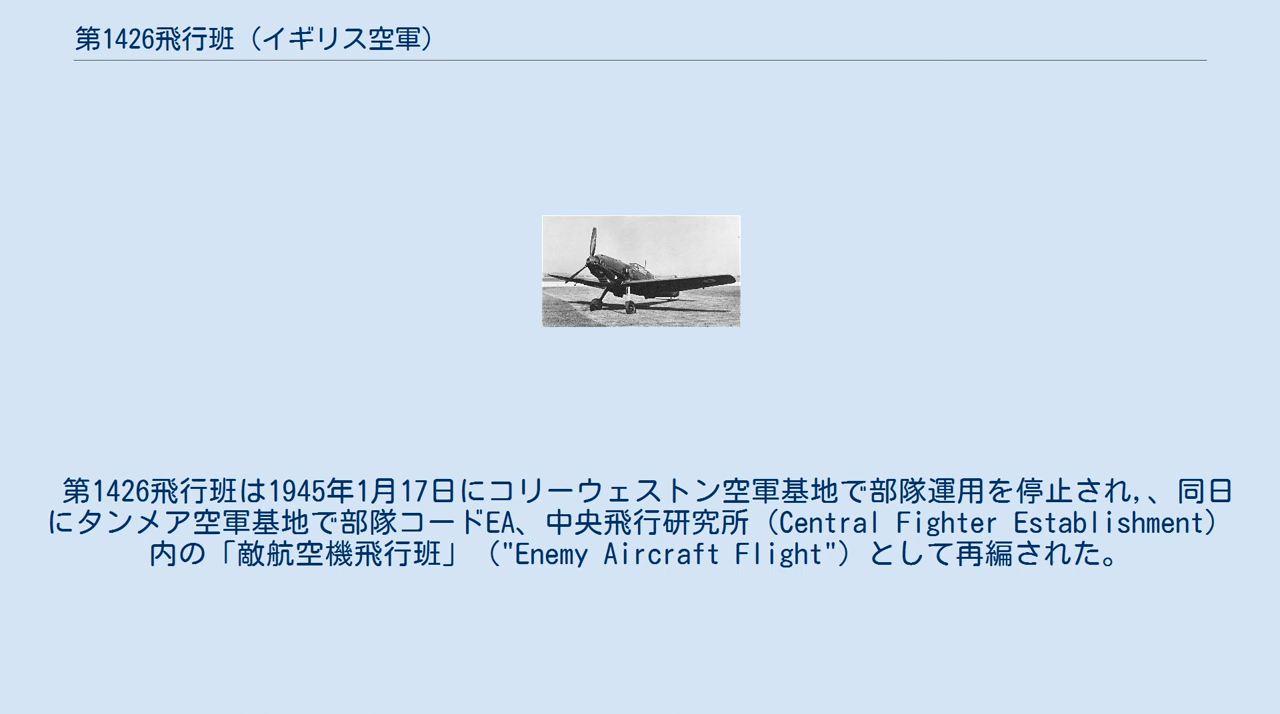 第1426飛行班（イギリス空軍）
第1426飛行班は1945年1月17日にコリーウェストン空軍基地で部隊運用を停止され,、同日
にタンメア空軍基地で部隊コードEA、中央飛行研究所（Central Fighter Establishment）
内の「敵航空機飛行班」（"Enemy Aircraft Flight"）として再編された。